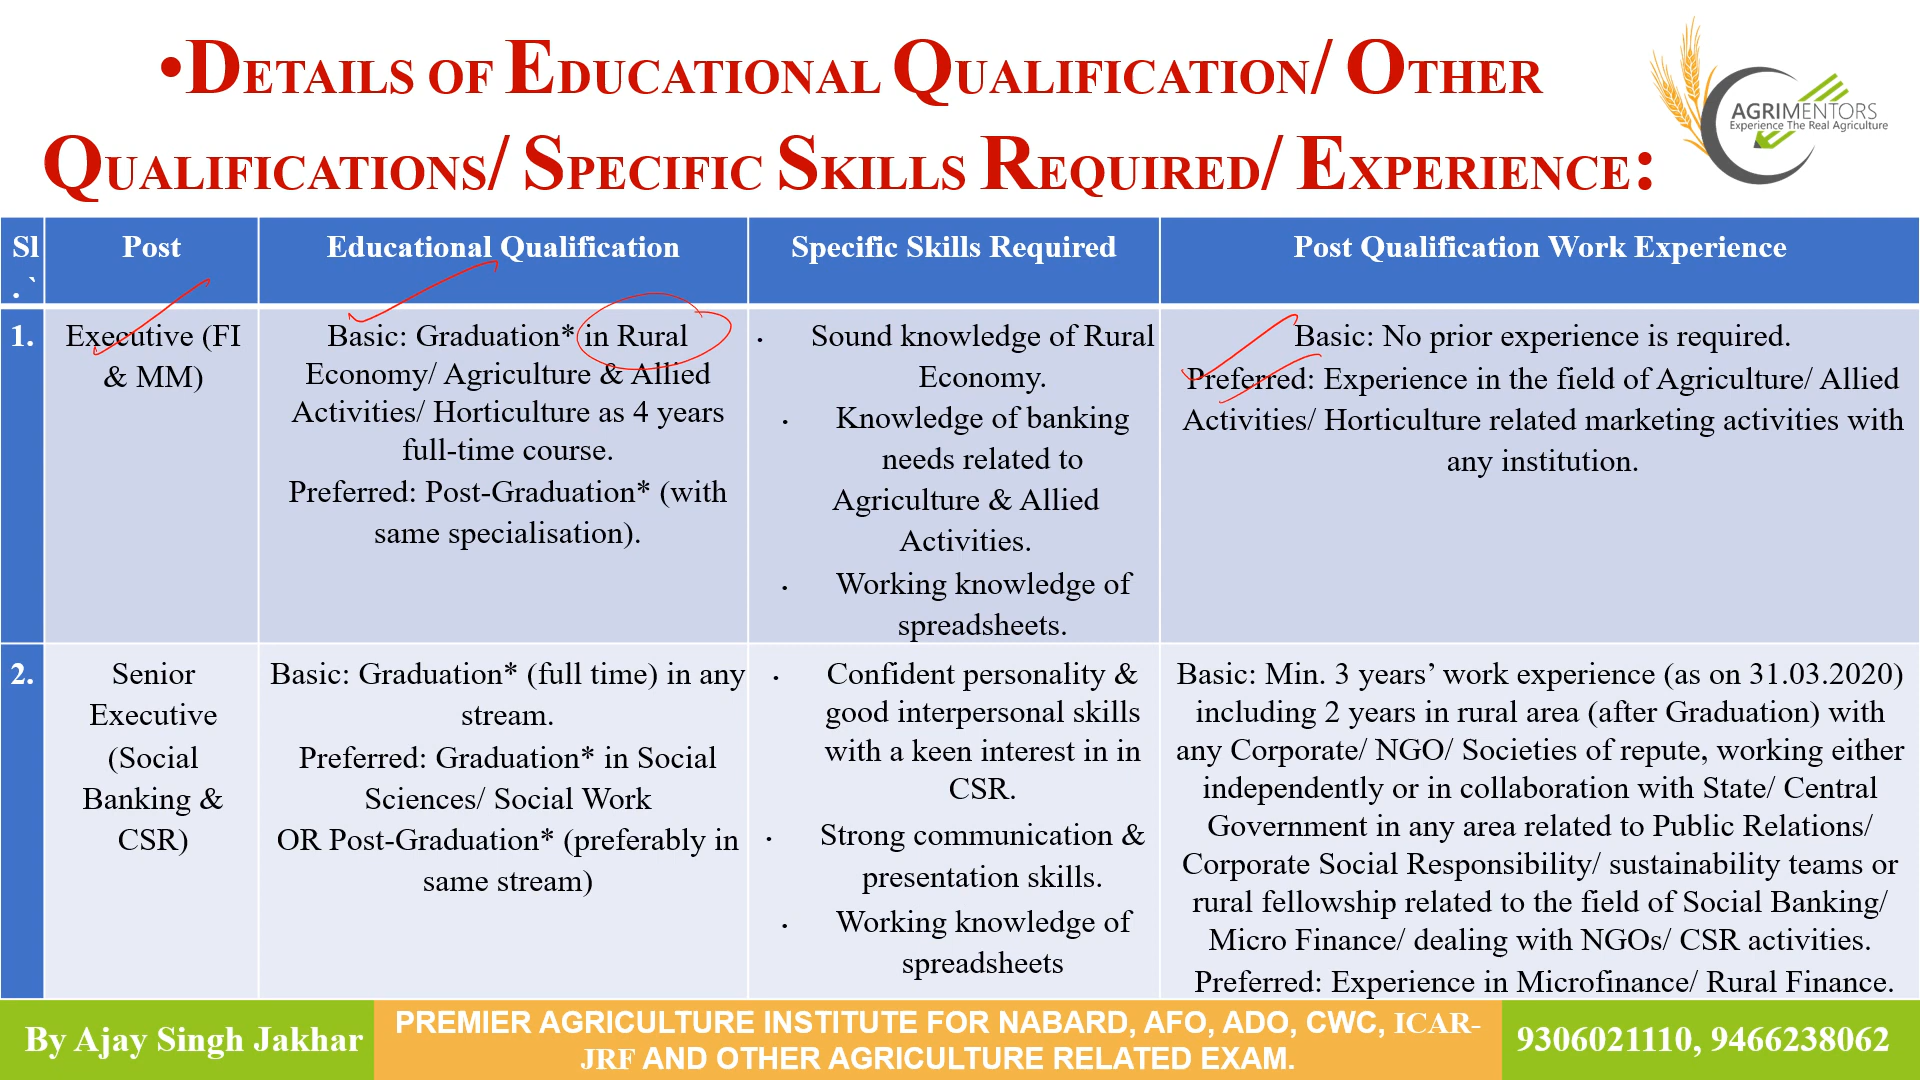 •DETAILS OF EDUCATIONAL QUALIFICATION/ OTHER
QUALIFICATIONS/ SPECIFIC SKILLS REQUIRED/ EXPERIENCE:
AGRIMENTORS
Experience The Real Agriculture
Sl
. `
Post
Educational Qualification
Specific Skills Required
Post Qualification Work Experience
1.
Executive (FI
& MM)
Basic: Graduation* in Rural
Economy/ Agriculture & Allied
Activities/ Horticulture as 4 years
full-time course.
Preferred: Post-Graduation* (with
same specialisation).
• Sound knowledge of Rural
Economy.
• Knowledge of banking
needs related to
Agriculture & Allied
Activities.
• Working knowledge of
spreadsheets.
Basic: No prior experience is required.
Preferred: Experience in the field of Agriculture/ Allied
Activities/ Horticulture related marketing activities with
any institution.
2.
Senior
Executive
(Social
Banking &
CSR)
Basic: Graduation* (full time) in any
stream.
Preferred: Graduation* in Social
Sciences/ Social Work
OR Post-Graduation* (preferably in
same stream)
• Confident personality &
good interpersonal skills
with a keen interest in in
CSR.
• Strong communication &
presentation skills.
• Working knowledge of
spreadsheets
Basic: Min. 3 years’ work experience (as on 31.03.2020)
including 2 years in rural area (after Graduation) with
any Corporate/ NGO/ Societies of repute, working either
independently or in collaboration with State/ Central
Government in any area related to Public Relations/
Corporate Social Responsibility/ sustainability teams or
rural fellowship related to the field of Social Banking/
Micro Finance/ dealing with NGOs/ CSR activities.
Preferred: Experience in Microfinance/ Rural Finance.
By Ajay Singh Jakhar
PREMIER AGRICULTURE INSTITUTE FOR NABARD, AFO, ADO, CWC, ICAR-
JRF AND OTHER AGRICULTURE RELATED EXAM.
9306021110, 9466238062